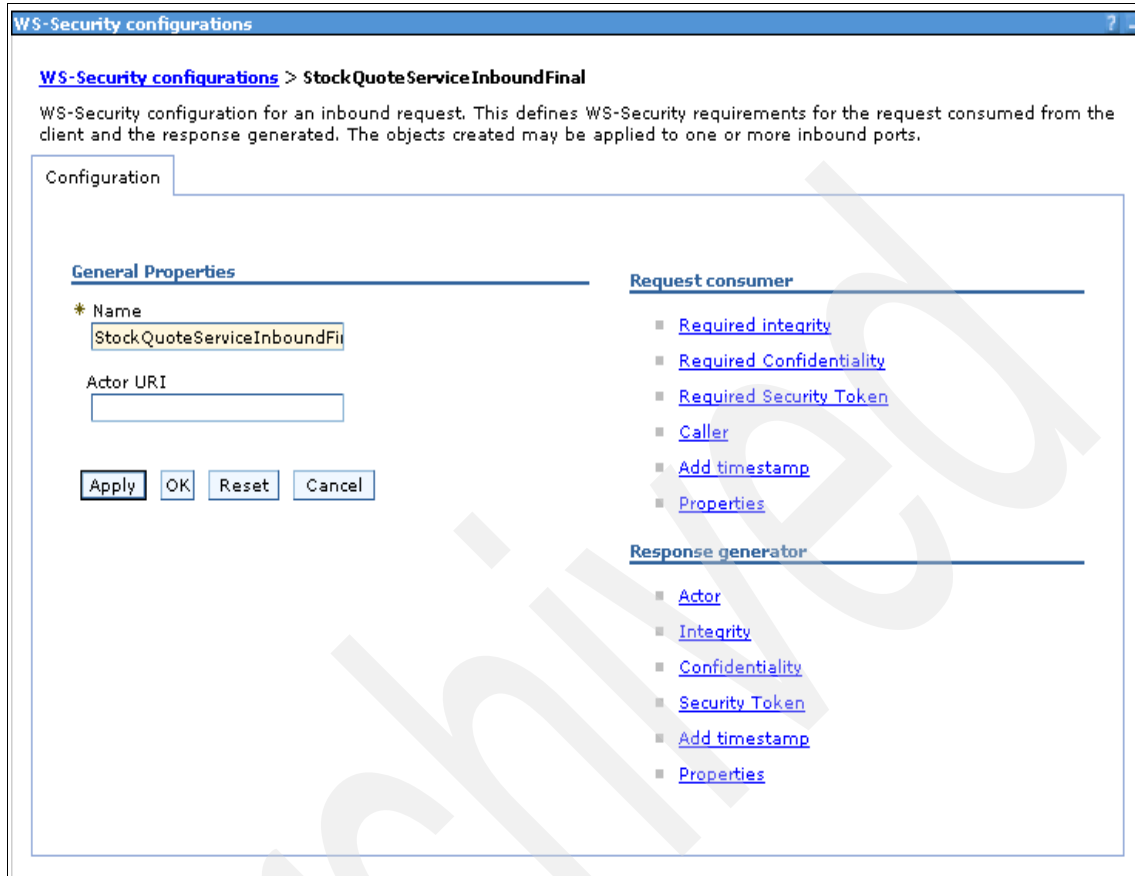 WS-Security configurations ? -
WS-Security configurations > StockQuoteServiceInboundFinal
WS-Security configuration for an inbound request. This defines WS-Security requirements for the request consumed from the
client and the response generated. The objects created may be applied to one or more inbound ports.
Configuration
General Properties
* Name
StockQuoteServiceInboundFi
Actor URI
Apply OK Reset Cancel
Request consumer
Required integrity
Required Confidentiality
Required Security Token
Caller
Add timestamp
Properties
Response generator
Actor
Integrity
Confidentiality
Security Token
Add timestamp
Properties